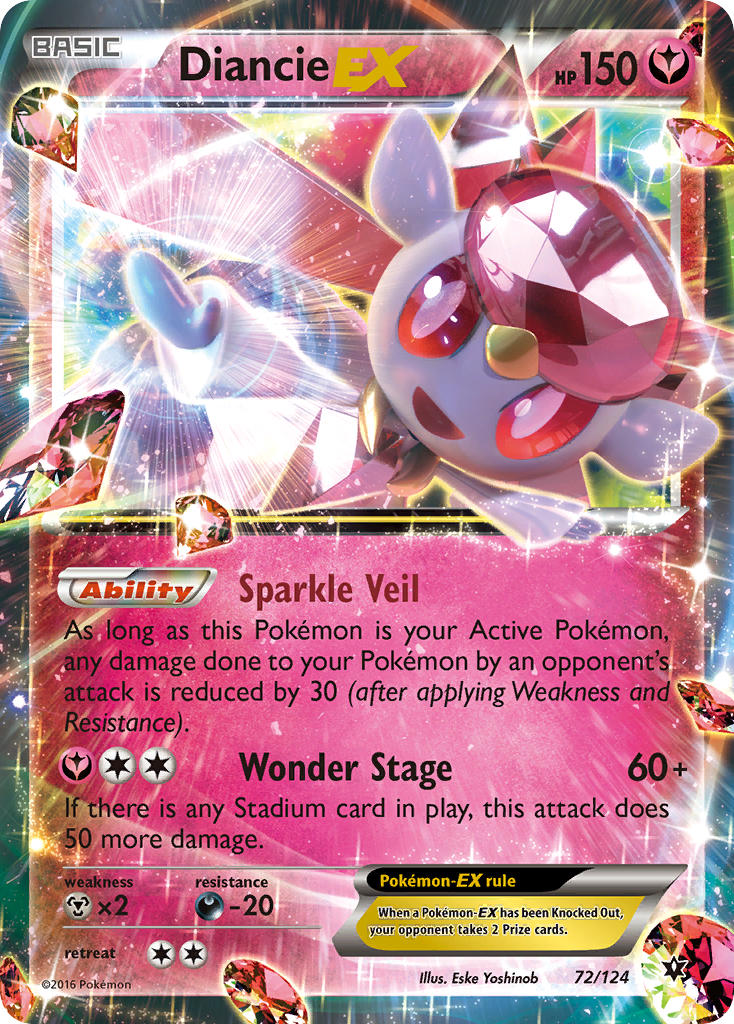 BASIC
Diancie EX
HP 150
Ability Sparkle Veil
As long as this Pokémon is your Active Pokémon,
any damage done to your Pokémon by an opponent's
attack is reduced by 30 (after applying Weakness and
Resistance).
Wonder Stage 60+
If there is any Stadium card in play, this attack does
50 more damage.
weakness resistance
×2 -20
Pokémon-EX rule
When a Pokémon-EX has been Knocked Out,
your opponent takes 2 Prize cards.
retreat
©2016 Pokémon
Illus. Eske Yoshinob 72/124